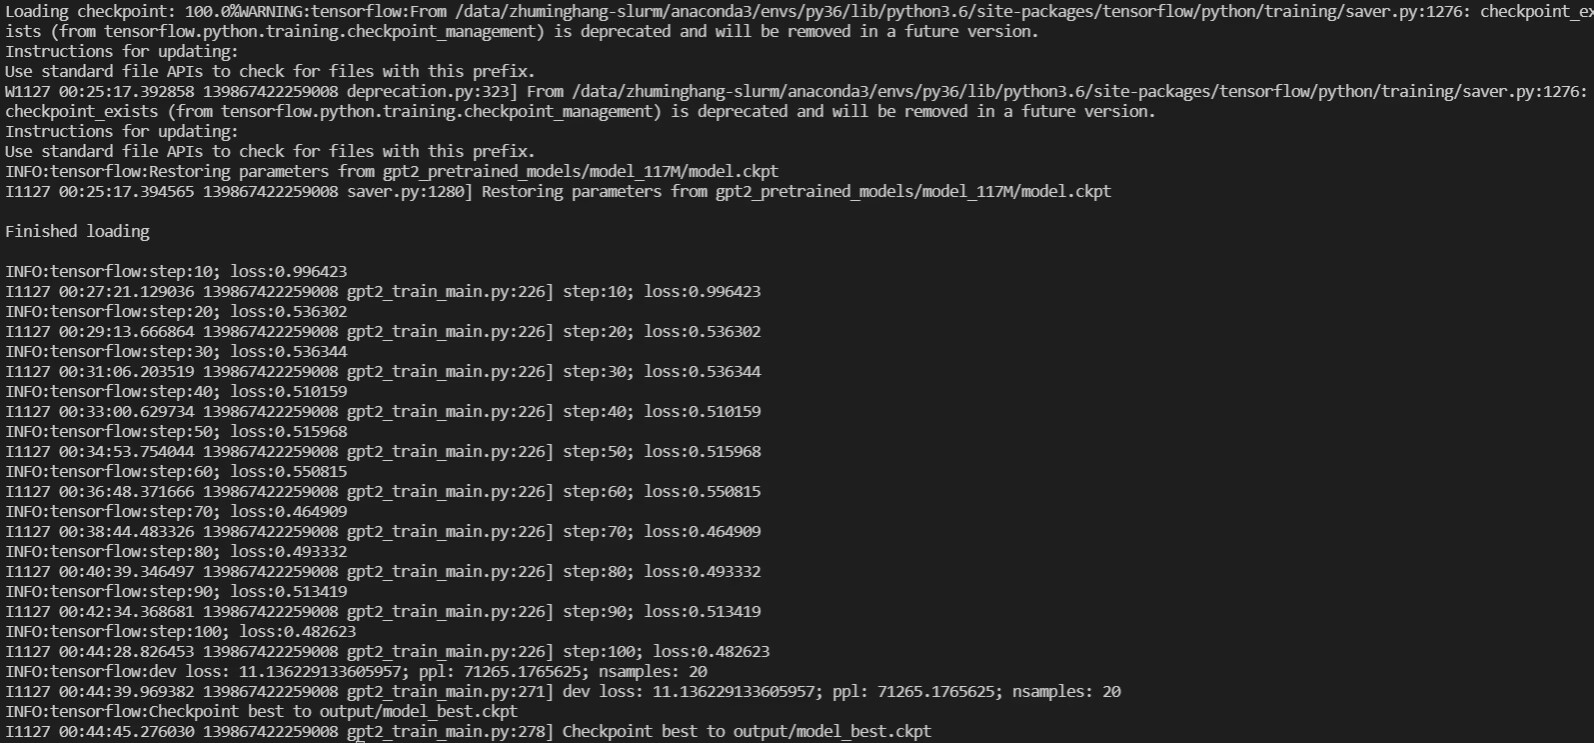 Loading checkpoint: 100.0%WARNING:tensorflow:From /data/zhuminghang-slurm/anaconda3/envs/py36/lib/python3.6/site-packages/tensorflow/python/training/saver.py:1276: checkpoint_ex
ists (from tensorflow.python.training.checkpoint_management) is deprecated and will be removed in a future version.
Instructions for updating:
Use standard file APIs to check for files with this prefix.
W1127 00:25:17.392858 139867422259008 deprecation.py:323] From /data/zhuminghang-slurm/anaconda3/envs/py36/lib/python3.6/site-packages/tensorflow/python/training/saver.py:1276:
checkpoint_exists (from tensorflow.python.training.checkpoint_management) is deprecated and will be removed in a future version.
Instructions for updating:
Use standard file APIs to check for files with this prefix.
INFO:tensorflow:Restoring parameters from gpt2_pretrained_models/model_117M/model.ckpt
I1127 00:25:17.394565 139867422259008 saver.py:1280] Restoring parameters from gpt2_pretrained_models/model_117M/model.ckpt
Finished loading
INFO:tensorflow:step:10; loss:0.996423
I1127 00:27:21.129036 139867422259008 gpt2_train_main.py:226] step:10; loss:0.996423
INFO:tensorflow:step:20; loss:0.536302
I1127 00:29:13.666864 139867422259008 gpt2_train_main.py:226] step:20; loss:0.536302
INFO:tensorflow:step:30; loss:0.536344
I1127 00:31:06.203519 139867422259008 gpt2_train_main.py:226] step:30; loss:0.536344
INFO:tensorflow:step:40; loss:0.510159
I1127 00:33:00.629734 139867422259008 gpt2_train_main.py:226] step:40; loss:0.510159
INFO:tensorflow:step:50; loss:0.515968
I1127 00:34:53.754044 139867422259008 gpt2_train_main.py:226] step:50; loss:0.515968
INFO:tensorflow:step:60; loss:0.550815
I1127 00:36:48.371666 139867422259008 gpt2_train_main.py:226] step:60; loss:0.550815
INFO:tensorflow:step:70; loss:0.464909
I1127 00:38:44.483326 139867422259008 gpt2_train_main.py:226] step:70; loss:0.464909
INFO:tensorflow:step:80; loss:0.493332
I1127 00:40:39.346497 139867422259008 gpt2_train_main.py:226] step:80; loss:0.493332
INFO:tensorflow:step:90; loss:0.513419
I1127 00:42:34.368681 139867422259008 gpt2_train_main.py:226] step:90; loss:0.513419
INFO:tensorflow:step:100; loss:0.482623
I1127 00:44:28.826453 139867422259008 gpt2_train_main.py:226] step:100; loss:0.482623
INFO:tensorflow:dev loss: 11.136229133605957; ppl: 71265.1765625; nsamples: 20
I1127 00:44:39.969382 139867422259008 gpt2_train_main.py:271] dev loss: 11.136229133605957; ppl: 71265.1765625; nsamples: 20
INFO:tensorflow:Checkpoint best to output/model_best.ckpt
I1127 00:44:45.276030 139867422259008 gpt2_train_main.py:278] Checkpoint best to output/model_best.ckpt